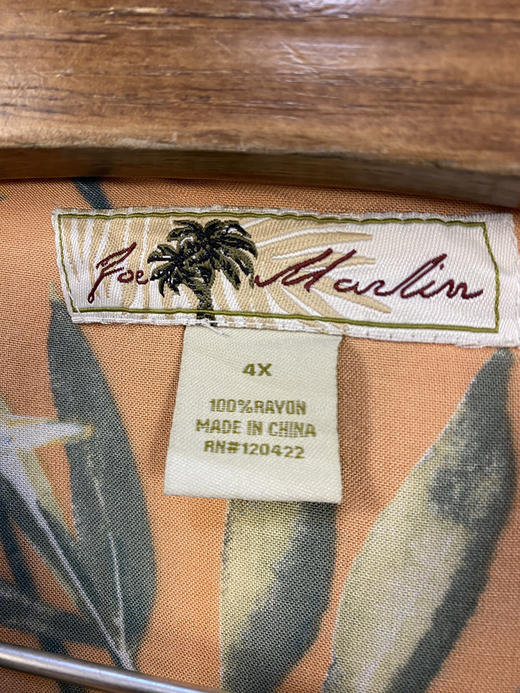 Joe Marlin
4X
100%RAYON
MADE IN CHINA
RN#120422